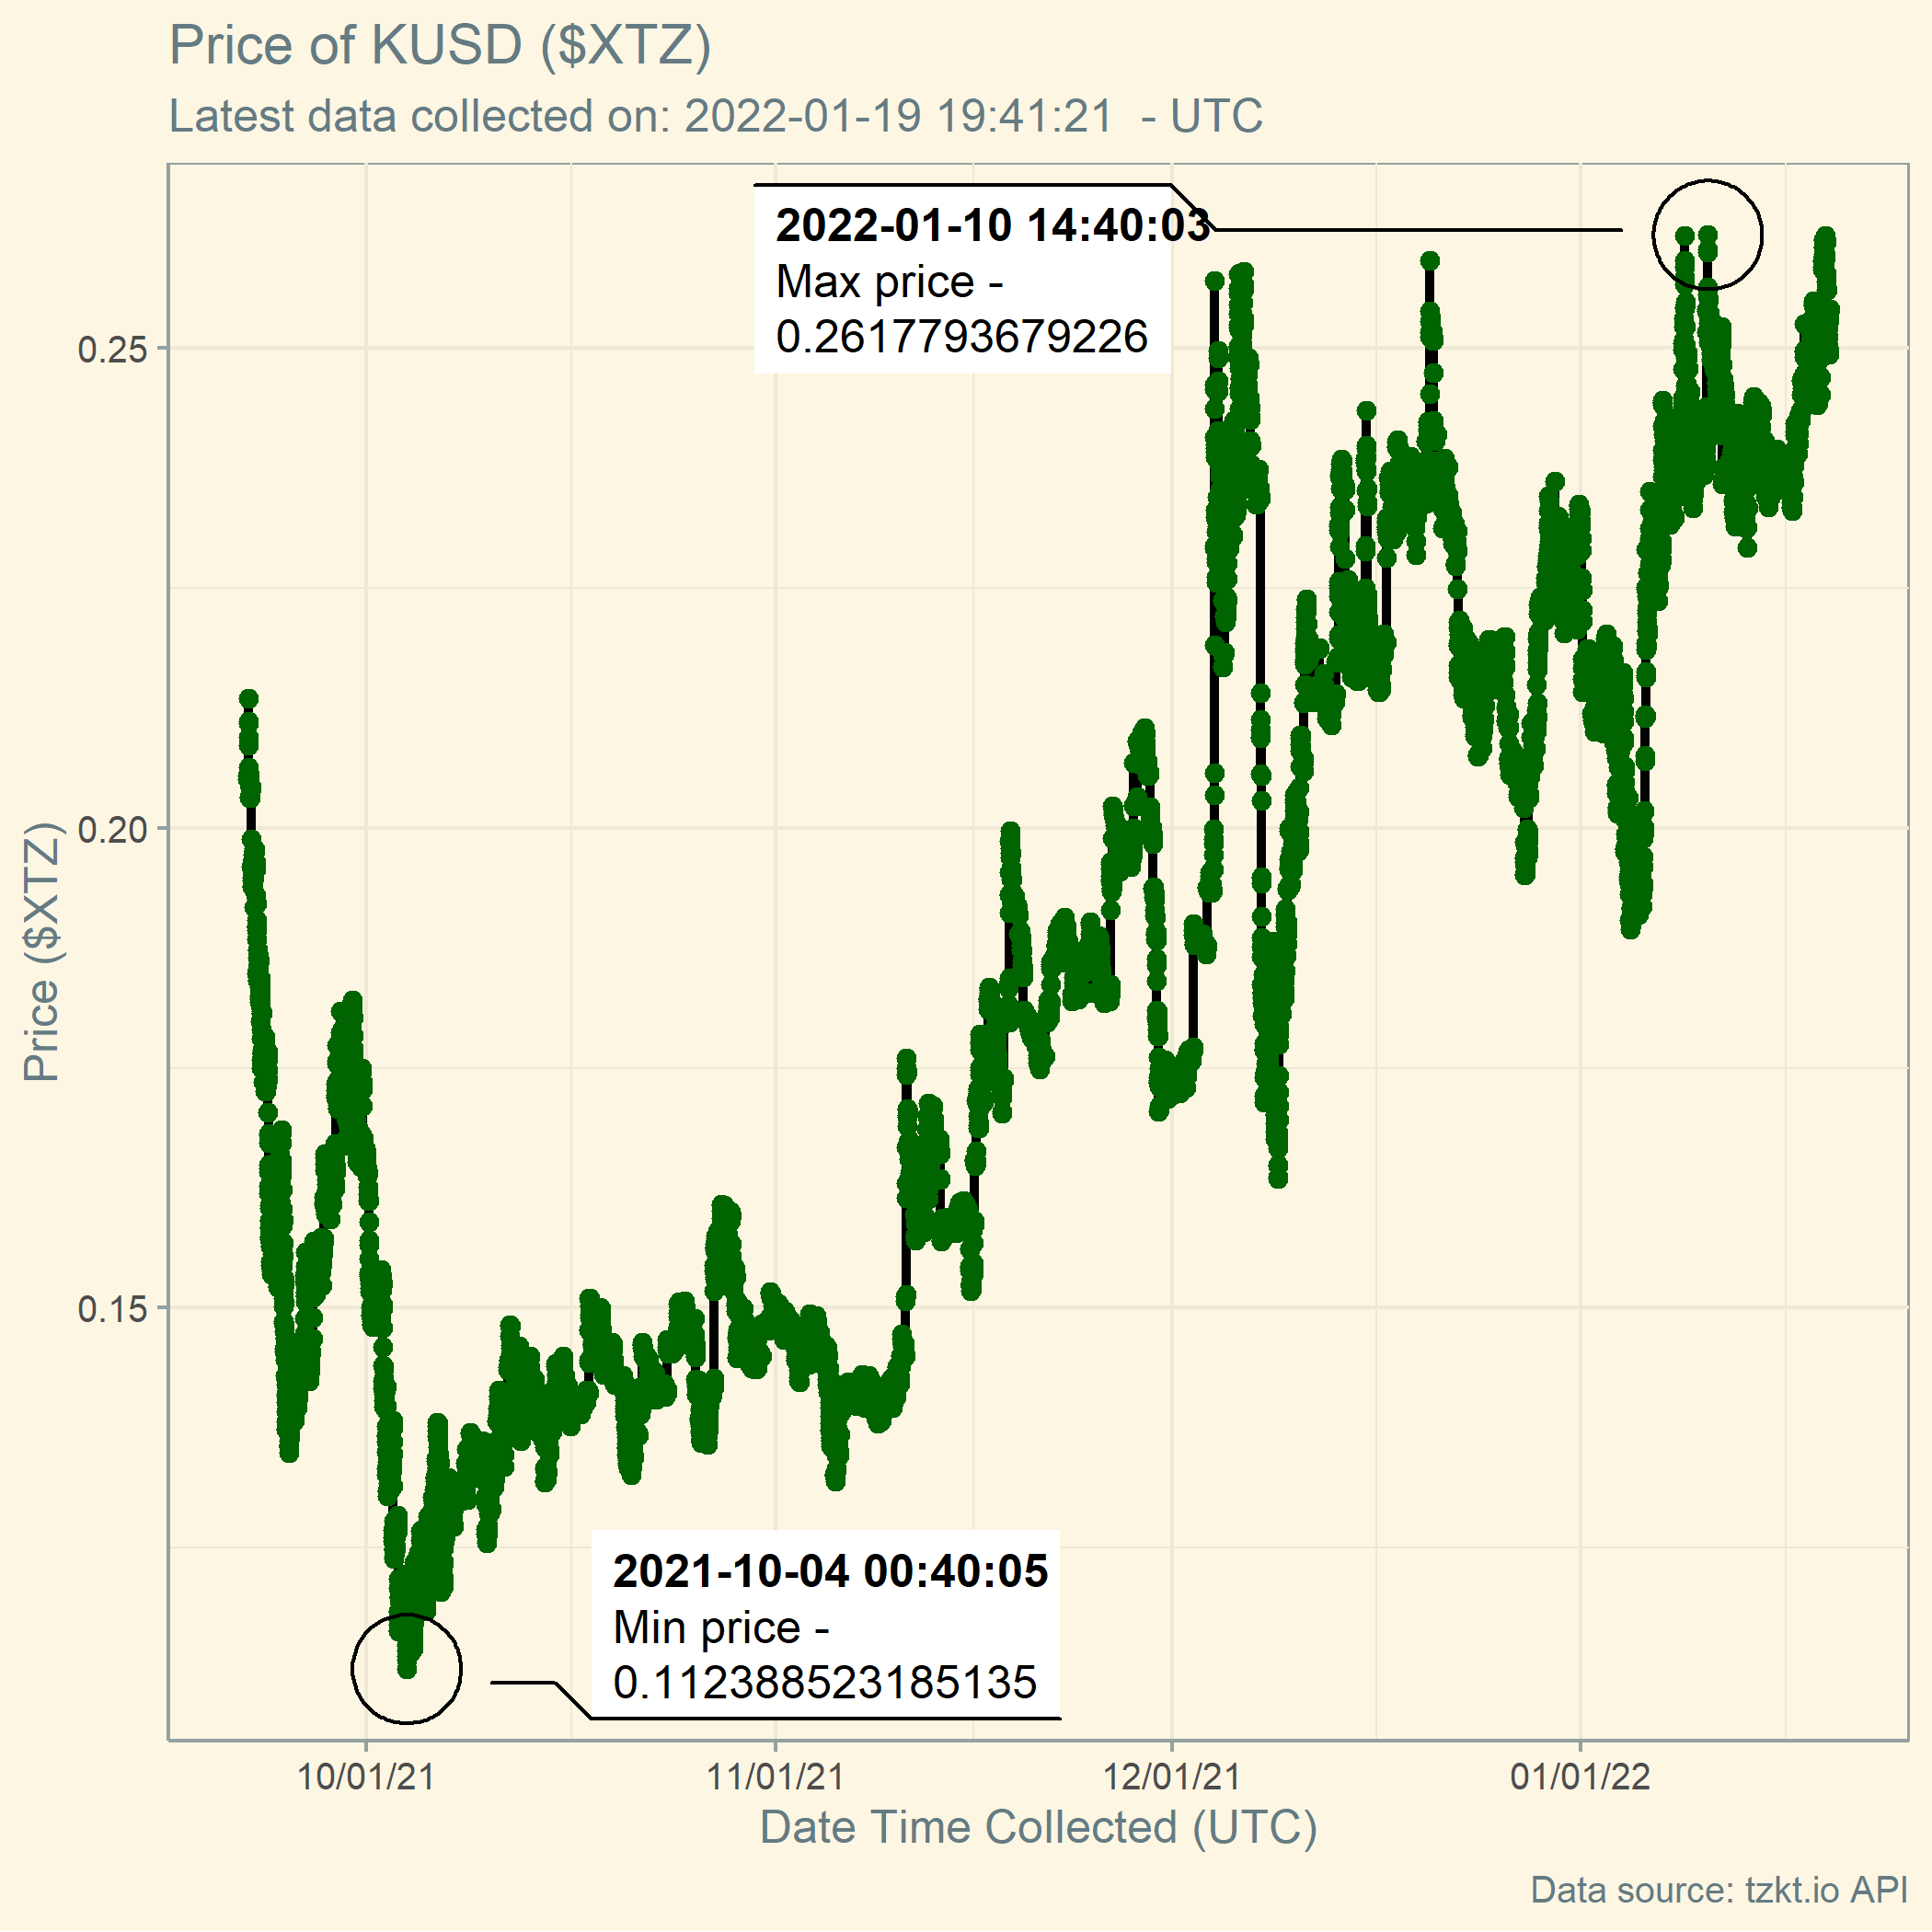 Price of KUSD ($XTZ)
Latest data collected on: 2022-01-19 19:41:21  - UTC
2022-01-10 14:40:03
Max price -
0.2617793679226
0.25
0.20
0.15
Price ($XTZ)
2021-10-04 00:40:05
Min price -
0.112388523185135
10/01/21
11/01/21
12/01/21
01/01/22
Date Time Collected (UTC)
Data source: tzkt.io API